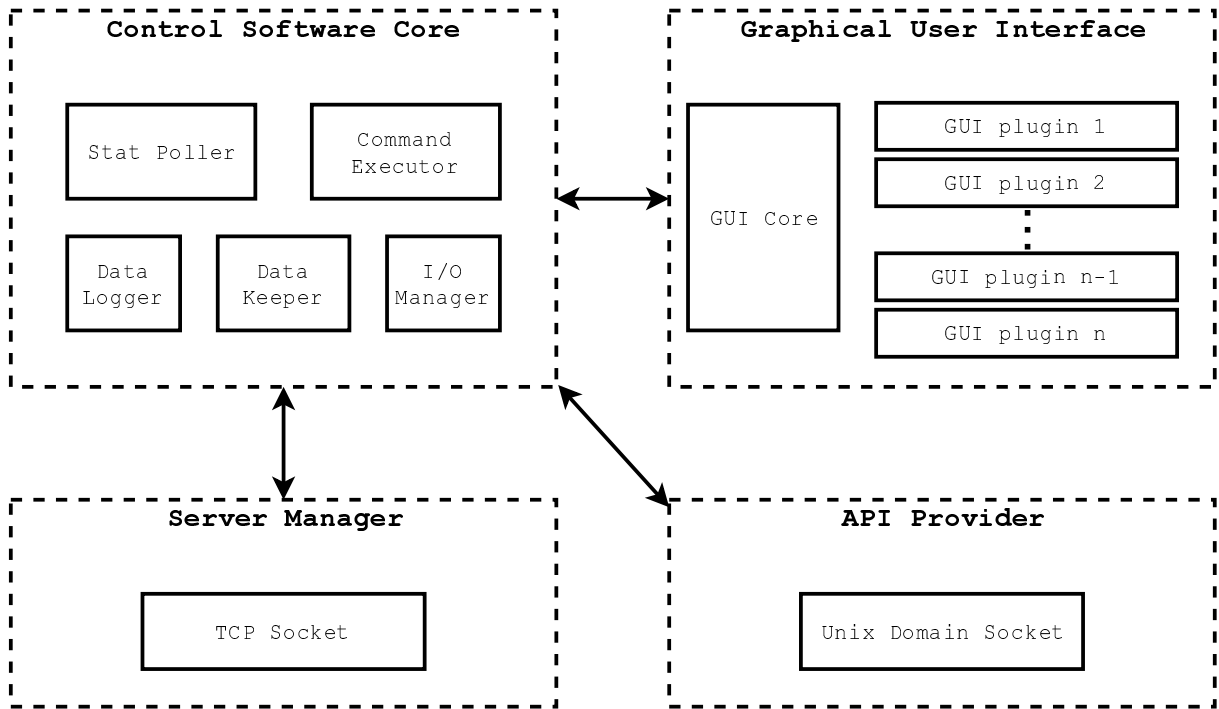 Control Software Core
Stat Poller
Command
Executor
Data
Logger
Data
Keeper
I/O
Manager
Graphical User Interface
GUI Core
GUI plugin 1
GUI plugin 2
GUI plugin n-1
GUI plugin n
Server Manager
TCP Socket
API Provider
Unix Domain Socket